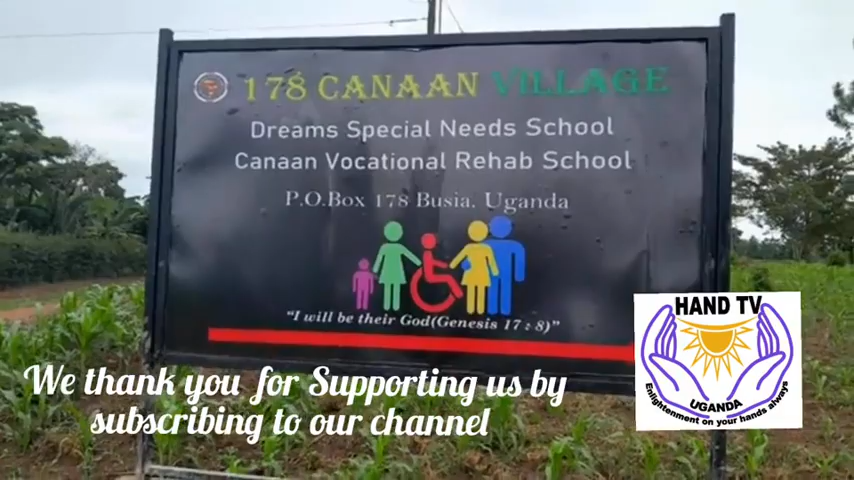 178 CANAAN VILLAGE
Dreams Special Needs School
Canaan Vocational Rehab School
P.O.Box 178 Busia, Uganda
"I will be their God(Genesis 17:8)"
HAND TV
UGANDA
Enlightenment on your hands always
We thank you for Supporting us by
subscribing to our channel